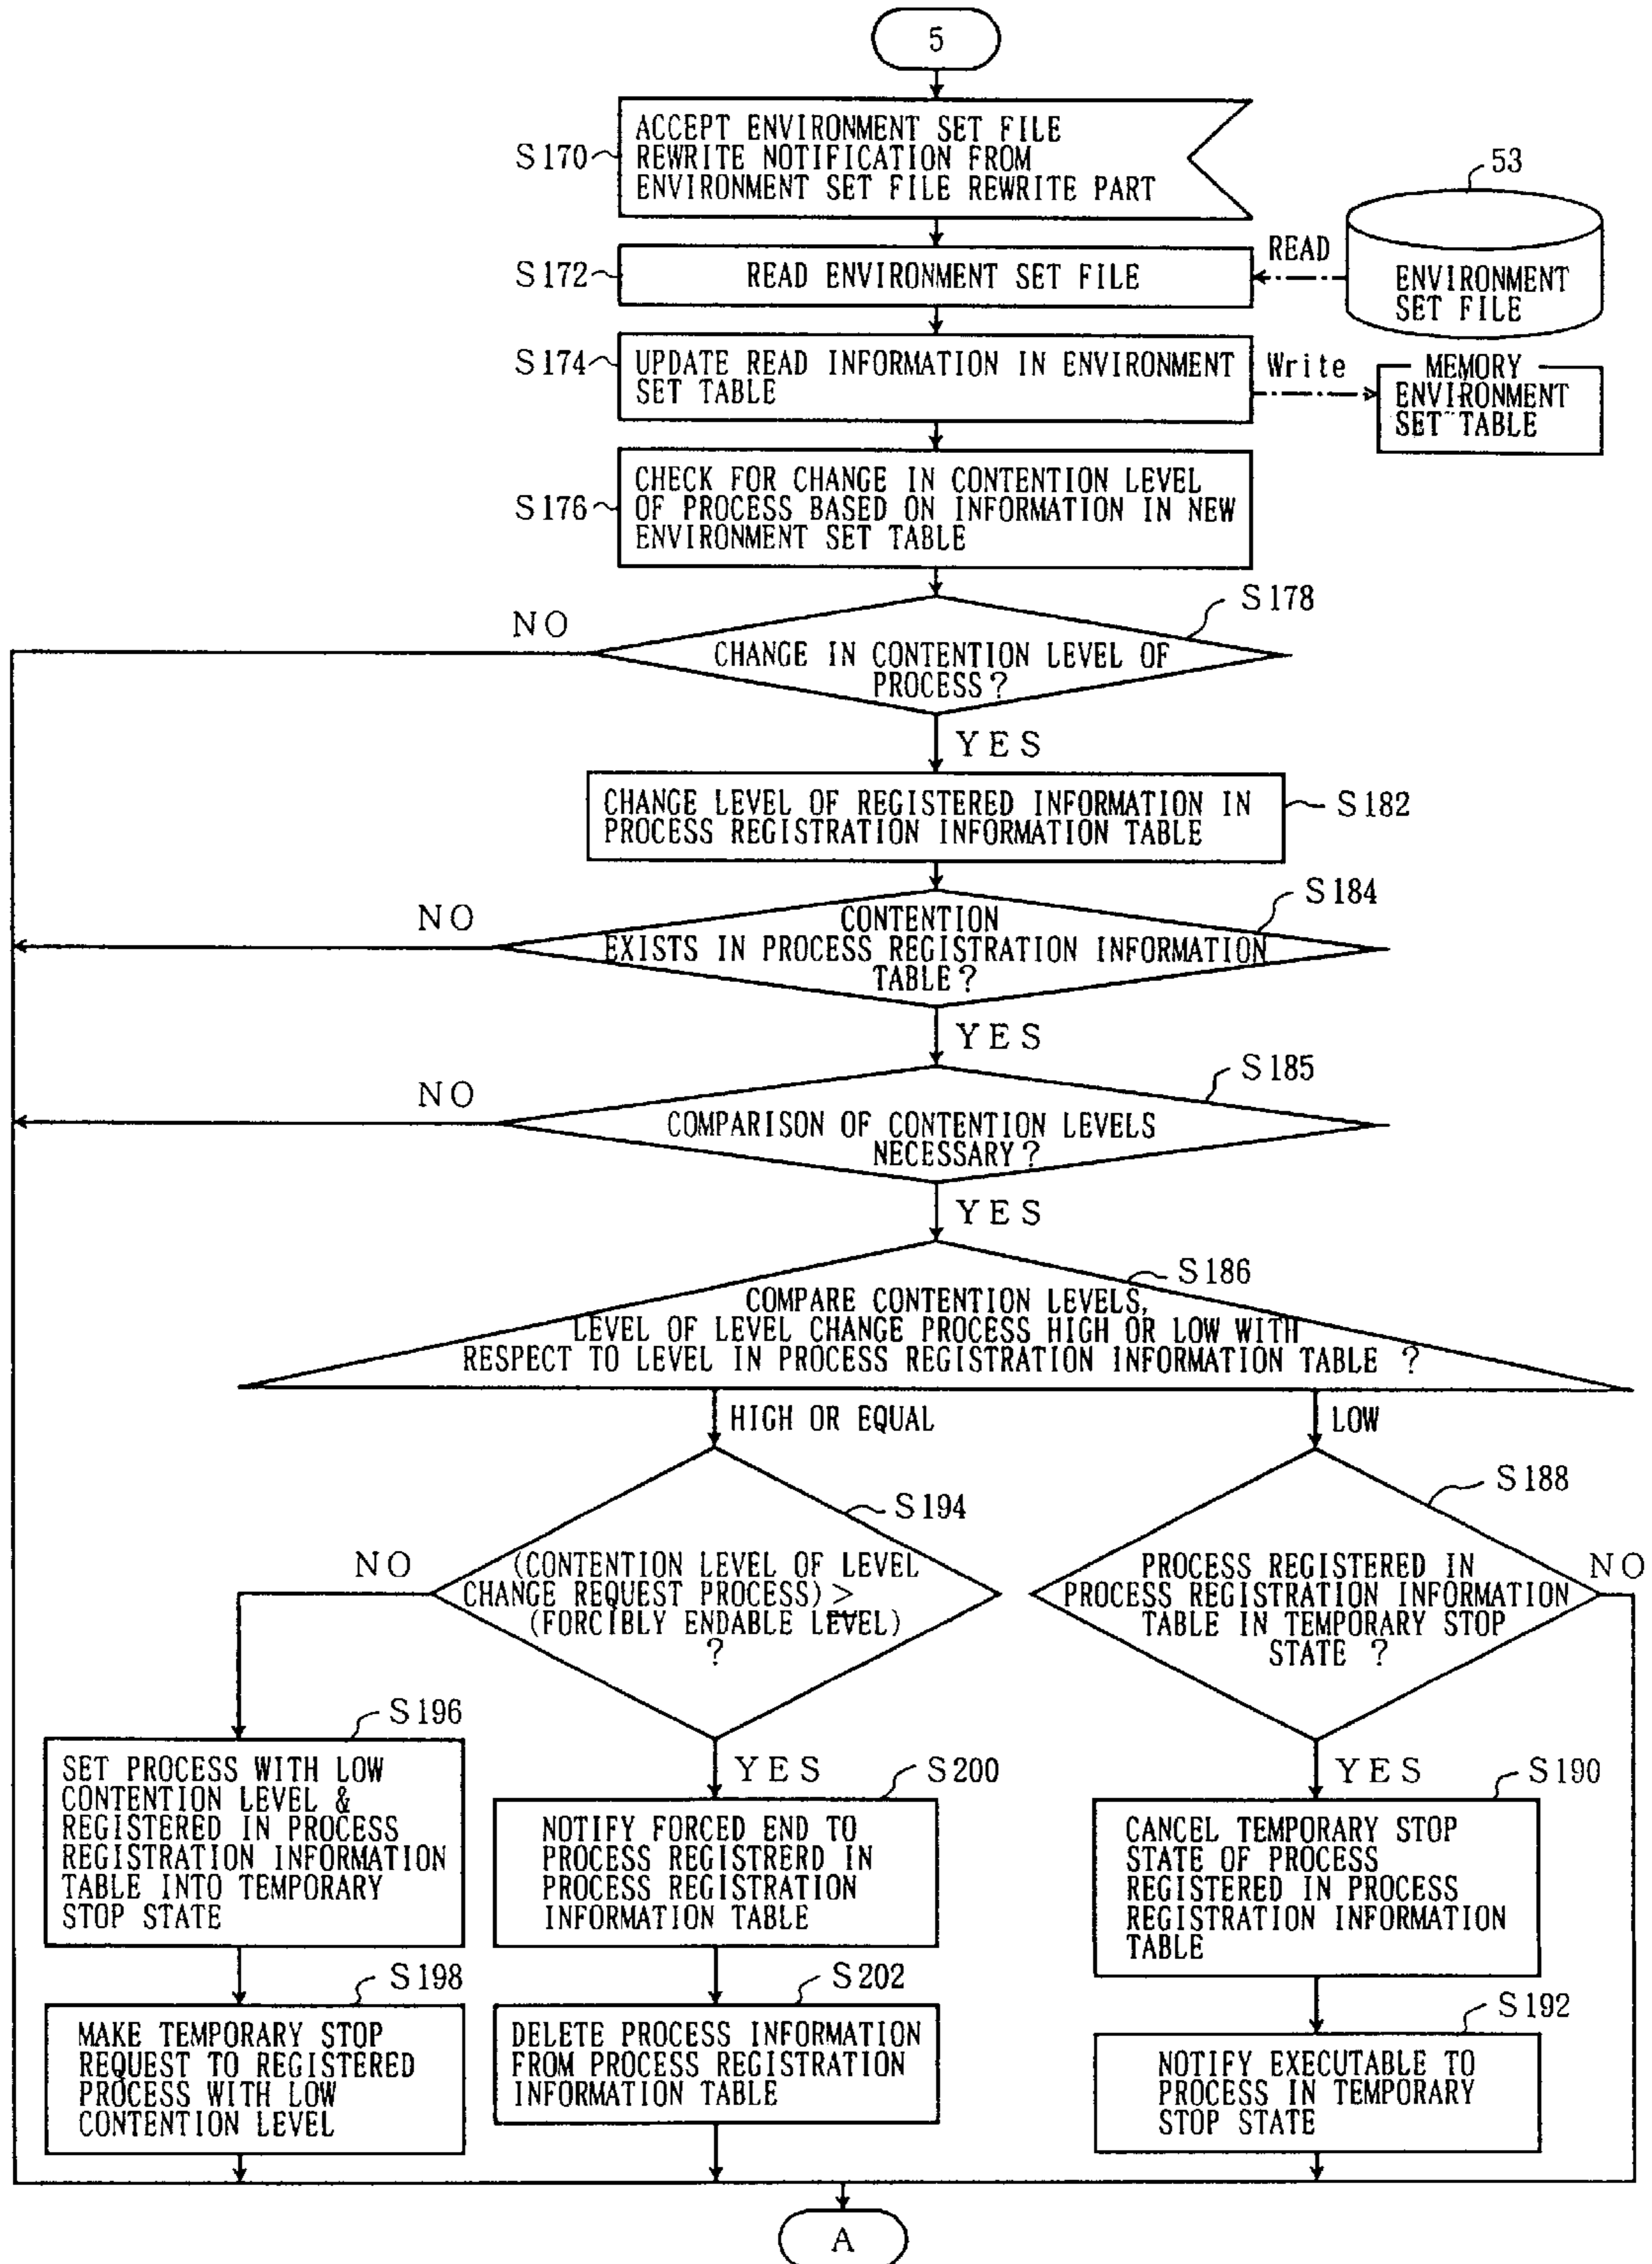 5
ACCEPT ENVIRONMENT SET FILE
REWRITE NOTIFICATION FROM
ENVIRONMENT SET FILE REWRITE PART
S170
53
READ
S172
READ ENVIRONMENT SET FILE
ENVIRONMENT
SET FILE
S174
UPDATE READ INFORMATION IN ENVIRONMENT
SET TABLE
Write
MEMORY
ENVIRONMENT
SET TABLE
S176
CHECK FOR CHANGE IN CONTENTION LEVEL
OF PROCESS BASED ON INFORMATION IN NEW
ENVIRONMENT SET TABLE
S178
NO
CHANGE IN CONTENTION LEVEL OF
PROCESS?
YES
CHANGE LEVEL OF REGISTERED INFORMATION IN
PROCESS REGISTRATION INFORMATION TABLE
S182
S184
NO
CONTENTION
EXISTS IN PROCESS REGISTRATION INFORMATION
TABLE?
YES
S185
NO
COMPARISON OF CONTENTION LEVELS
NECESSARY?
YES
S186
COMPARE CONTENTION LEVELS,
LEVEL OF LEVEL CHANGE PROCESS HIGH OR LOW WITH
RESPECT TO LEVEL IN PROCESS REGISTRATION INFORMATION TABLE ?
HIGH OR EQUAL
LOW
S194
NO
(CONTENTION LEVEL OF LEVEL
CHANGE REQUEST PROCESS) ≥
(FORCIBLY ENDABLE LEVEL)
?
YES
S188
PROCESS REGISTERED IN
PROCESS REGISTRATION INFORMATION
TABLE IN TEMPORARY STOP
STATE ?
NO
YES
S196
SET PROCESS WITH LOW
CONTENTION LEVEL &
REGISTERED IN PROCESS
REGISTRATION INFORMATION
TABLE INTO TEMPORARY
STOP STATE
S200
NOTIFY FORCED END TO
PROCESS REGISTRERD IN
PROCESS REGISTRATION
INFORMATION TABLE
S190
CANCEL TEMPORARY STOP
STATE OF PROCESS
REGISTERED IN PROCESS
REGISTRATION INFORMATION
TABLE
S198
MAKE TEMPORARY STOP
REQUEST TO REGISTERED
PROCESS WITH LOW
CONTENTION LEVEL
S202
DELETE PROCESS INFORMATION
FROM PROCESS REGISTRATION
INFORMATION TABLE
S192
NOTIFY EXECUTABLE TO
PROCESS IN TEMPORARY
STOP STATE
A